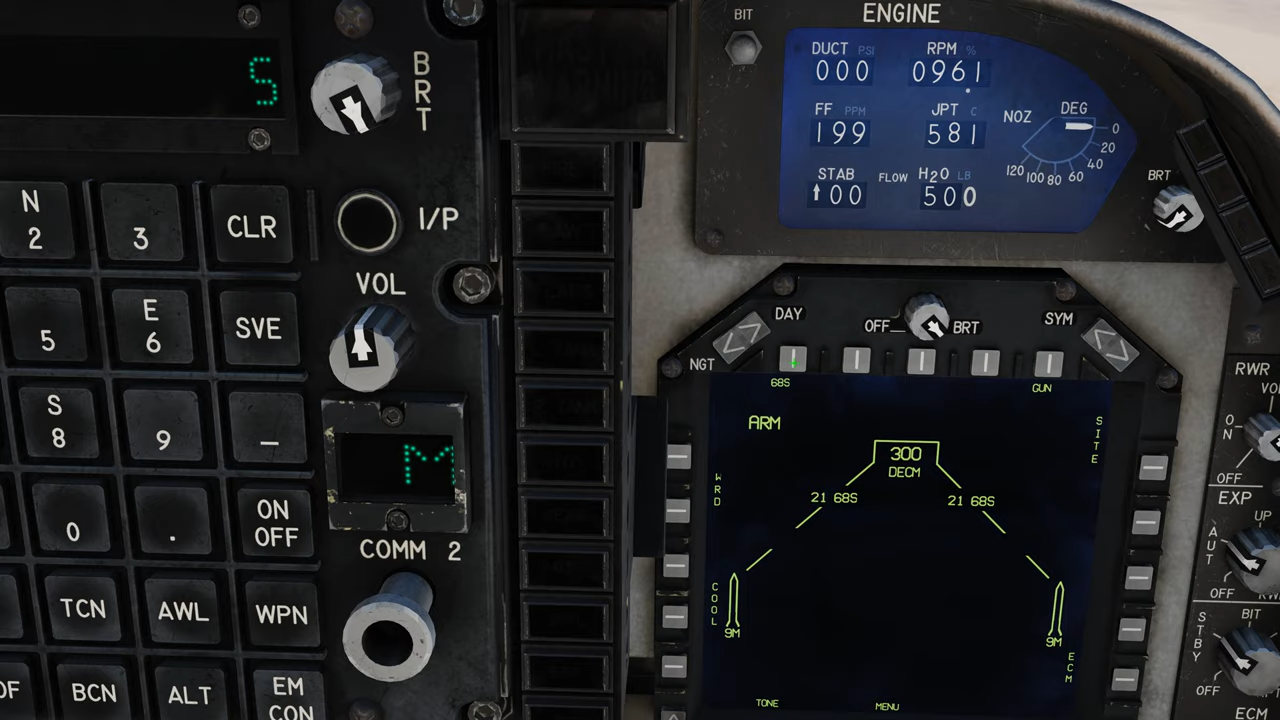 S
BRT
N
2
3
CLR
I/P
VOL
5
E
6
SVE
S
8
9
–
M
0
.
ON
OFF
COMM 2
TCN
AWL
WPN
BCN
ALT
EM
CON
ENGINE
BIT
DUCT PSI
RPM %
000
0961
FF PPM
JPT C
199
581
STAB
FLOW H2O LB
00
500
NOZ
DEG
0
20
40
60
80
100
120
BRT
DAY
OFF
BRT
SYM
NGT
68S
GUN
ARM
SITE
300
DECM
WRD
21 68S
21 68S
COOL
9M
9M
ECM
TONE
MENU
RWR
ON
OFF
EXP
UP
AUT
OFF
BIT
STBY
OFF
ECM